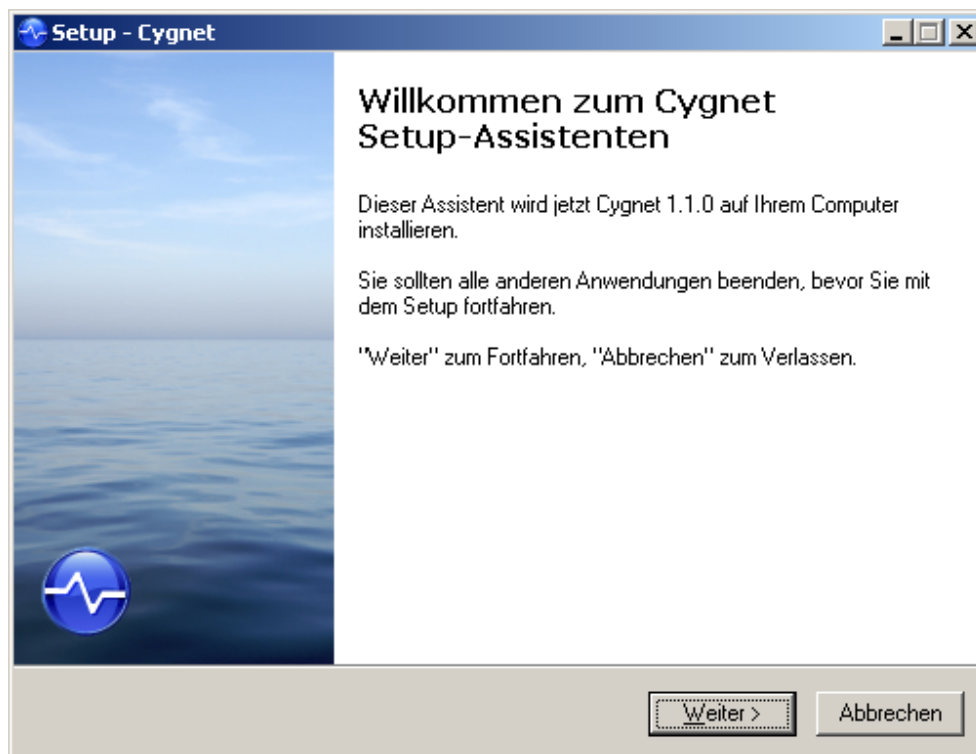 Setup - Cygnet
Willkommen zum Cygnet
Setup-Assistenten
Dieser Assistent wird jetzt Cygnet 1.1.0 auf Ihrem Computer
installieren.
Sie sollten alle anderen Anwendungen beenden, bevor Sie mit
dem Setup fortfahren.
"Weiter" zum Fortfahren, "Abbrechen" zum Verlassen.
Weiter >
Abbrechen